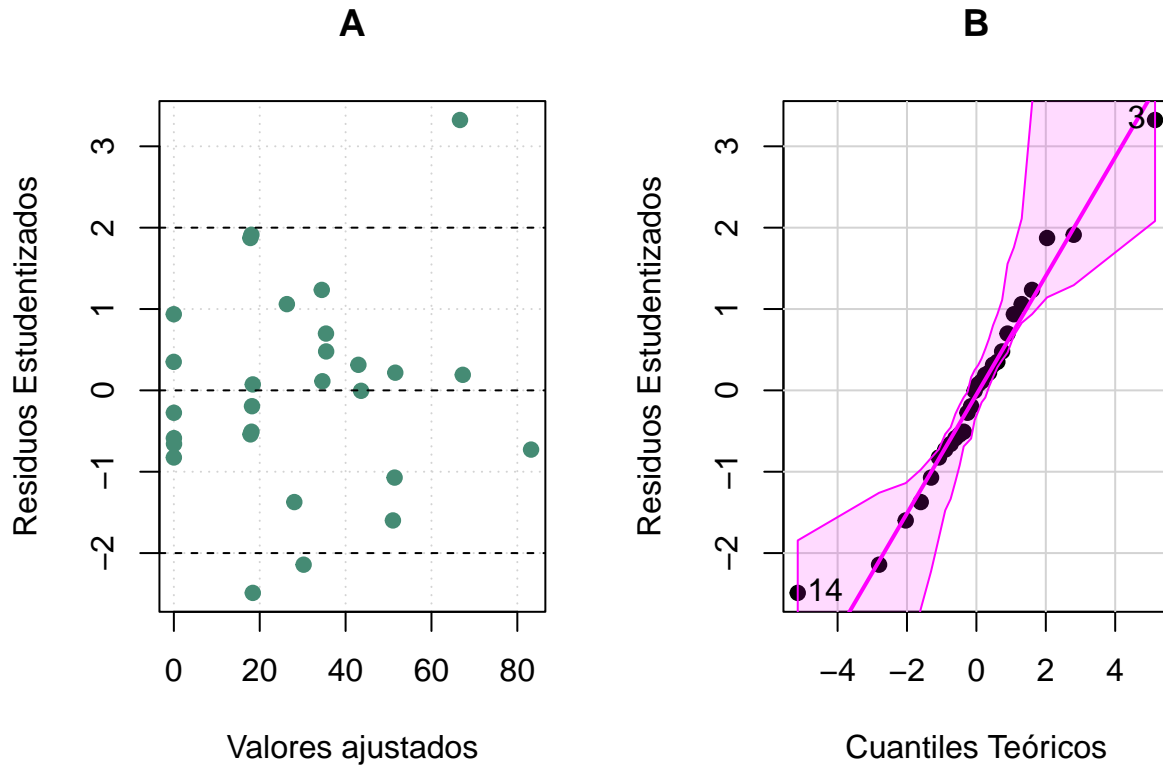 A
Residuos Estudentizados
3
2
1
0
−1
−2
0 20 40 60 80
Valores ajustados
B
Residuos Estudentizados
3
2
1
0
−1
−2
3
14
−4 −2 0 2 4
Cuantiles Teóricos